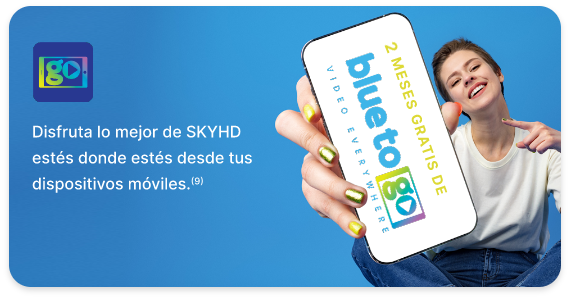 go
Disfruta lo mejor de SKYHD
estés donde estés desde tus
dispositivos móviles.(9)
2 MESES GRATIS DE
blue to go
VIDEO EVERYWHERE